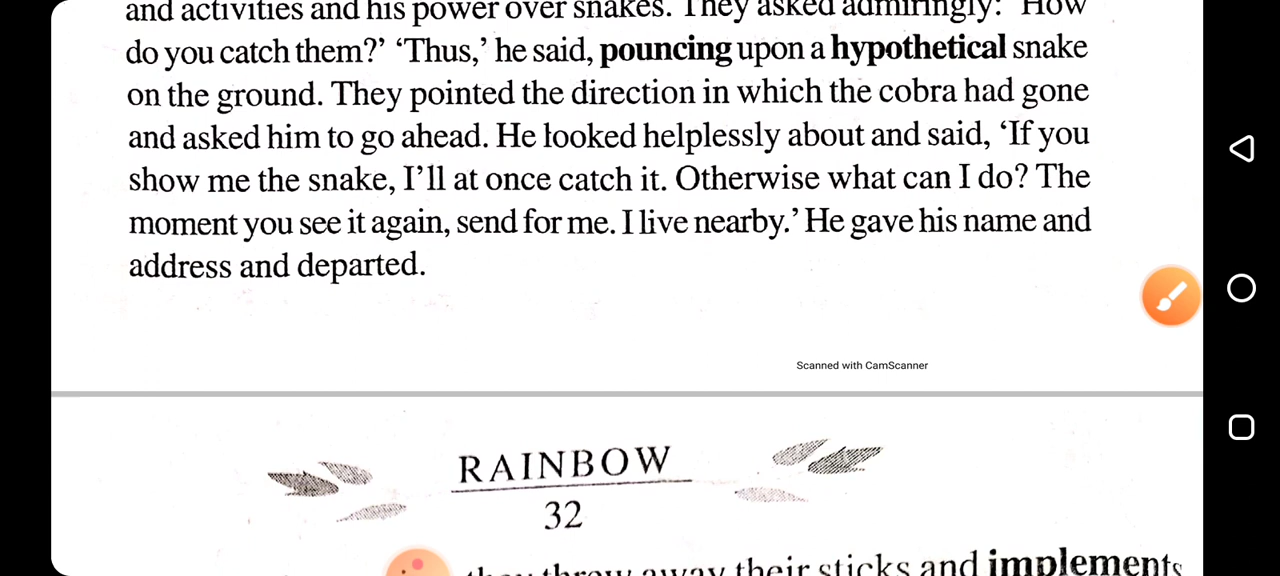 and activities and his power over snakes. They asked admiringly: ‘How
do you catch them?’ ‘Thus,’ he said, pouncing upon a hypothetical snake
on the ground. They pointed the direction in which the cobra had gone
and asked him to go ahead. He looked helplessly about and said, ‘If you
show me the snake, I’ll at once catch it. Otherwise what can I do? The
moment you see it again, send for me. I live nearby.’ He gave his name and
address and departed.
Scanned with CamScanner
RAINBOW
32
they throw away their sticks and implements